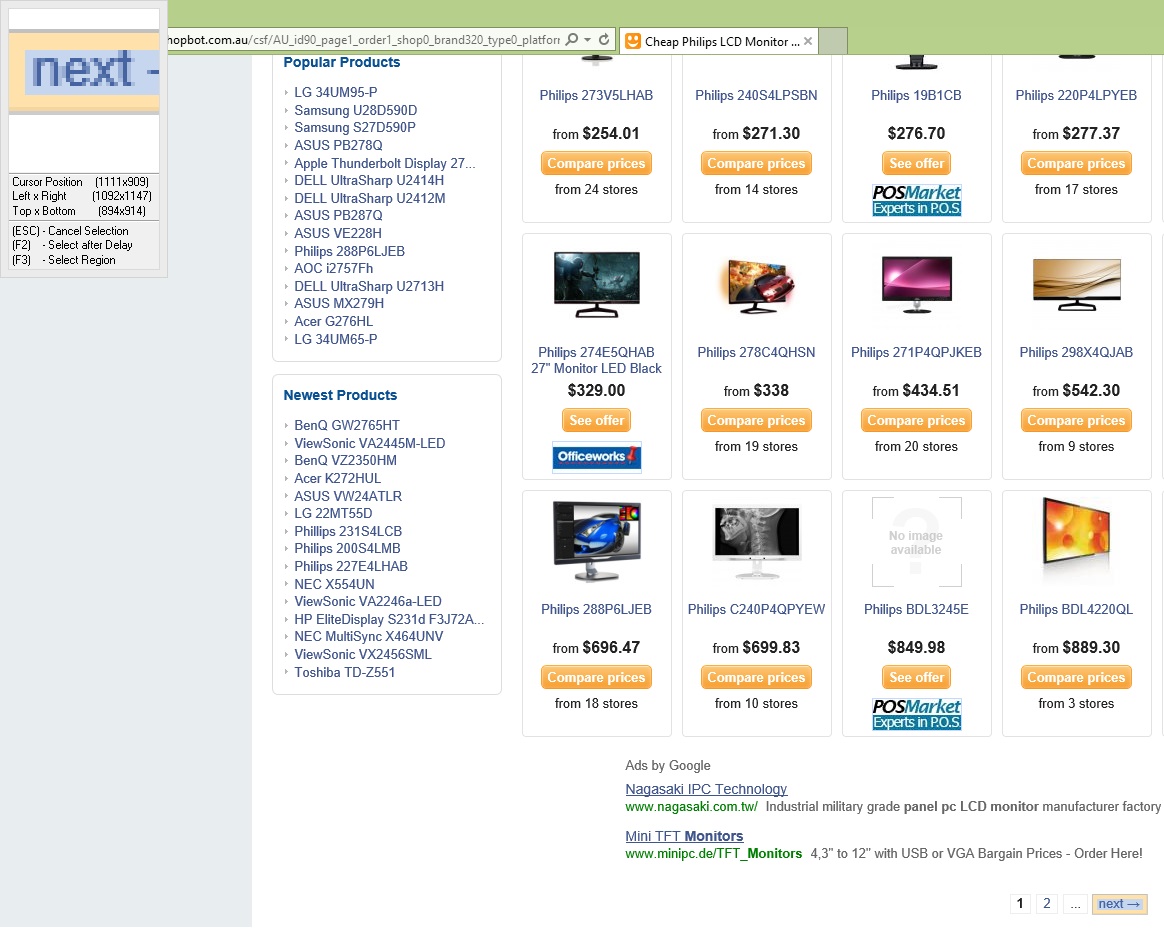 next -
Cursor Position (1111x909)
Left x Right (1092x1147)
Top x Bottom (894x914)
(ESC) - Cancel Selection
(F2) - Select after Delay
(F3) - Select Region
hopbot.com.au/csf/AU_id90_page1_order1_shop0_brand320_type0_platforr
Cheap Philips LCD Monitor ...
Popular Products
LG 34UM95-P
Samsung U28D590D
Samsung S27D590P
ASUS PB278Q
Apple Thunderbolt Display 27...
DELL UltraSharp U2414H
DELL UltraSharp U2412M
ASUS PB287Q
ASUS VE228H
Philips 288P6LJEB
AOC i2757Fh
DELL UltraSharp U2713H
ASUS MX279H
Acer G276HL
LG 34UM65-P
Newest Products
BenQ GW2765HT
ViewSonic VA2445M-LED
BenQ VZ2350HM
Acer K272HUL
ASUS VW24ATLR
LG 22MT55D
Phillips 231S4LCB
Philips 200S4LMB
Philips 227E4LHAB
NEC X554UN
ViewSonic VA2246a-LED
HP EliteDisplay S231d F3J72A...
NEC MultiSync X464UNV
ViewSonic VX2456SML
Toshiba TD-Z551
Philips 273V5LHAB
from $254.01
Compare prices
from 24 stores
Philips 240S4LPSBN
from $271.30
Compare prices
from 14 stores
Philips 19B1CB
$276.70
See offer
POSMarket
Experts in P.O.S.
Philips 220P4LPYEB
from $277.37
Compare prices
from 17 stores
Philips 274E5QHAB
27" Monitor LED Black
$329.00
See offer
Officeworks
Philips 278C4QHSN
from $338
Compare prices
from 19 stores
Philips 271P4QPJKEB
from $434.51
Compare prices
from 20 stores
Philips 298X4QJAB
from $542.30
Compare prices
from 9 stores
Philips 288P6LJEB
from $696.47
Compare prices
from 18 stores
Philips C240P4QPYEW
from $699.83
Compare prices
from 10 stores
No image
available
Philips BDL3245E
$849.98
See offer
POSMarket
Experts in P.O.S.
Philips BDL4220QL
from $889.30
Compare prices
from 3 stores
Ads by Google
Nagasaki IPC Technology
www.nagasaki.com.tw/ Industrial military grade panel pc LCD monitor manufacturer factory
Mini TFT Monitors
www.minipc.de/TFT_Monitors 4,3" to 12" with USB or VGA Bargain Prices - Order Here!
1 2 ... next →